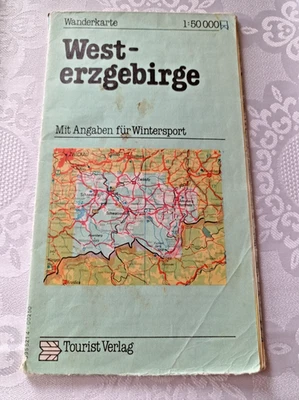 Wanderkarte 1:50 000
West-
erzgebirge
Mit Angaben für Wintersport
Tourist Verlag